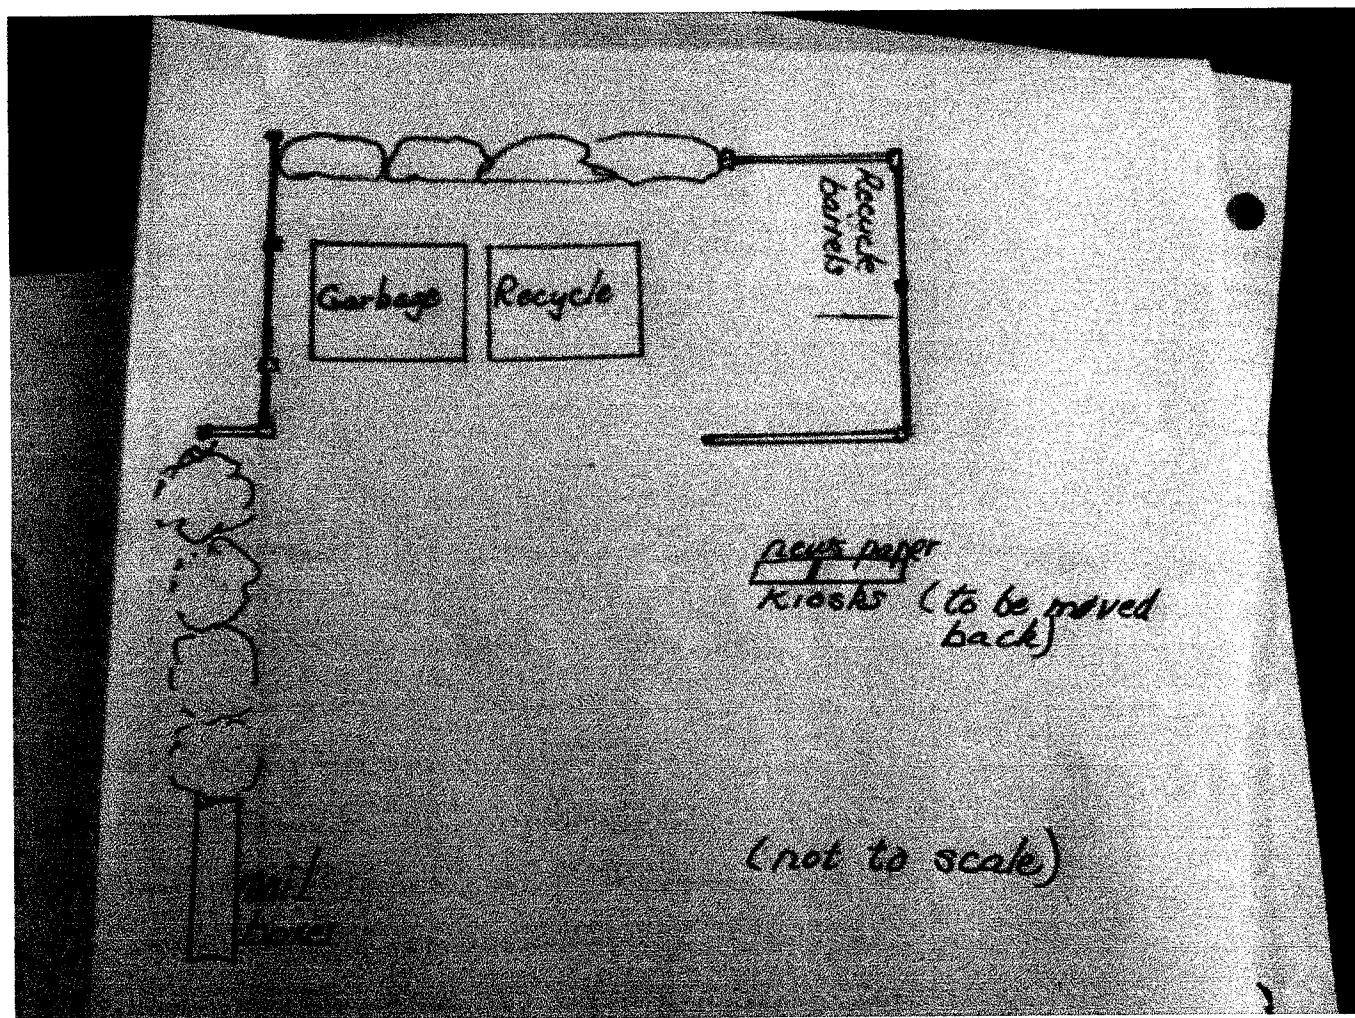 Recycle
barrels
Garbage
Recycle
news paper
kiosks (to be moved
back)
(not to scale)
mail
boxes